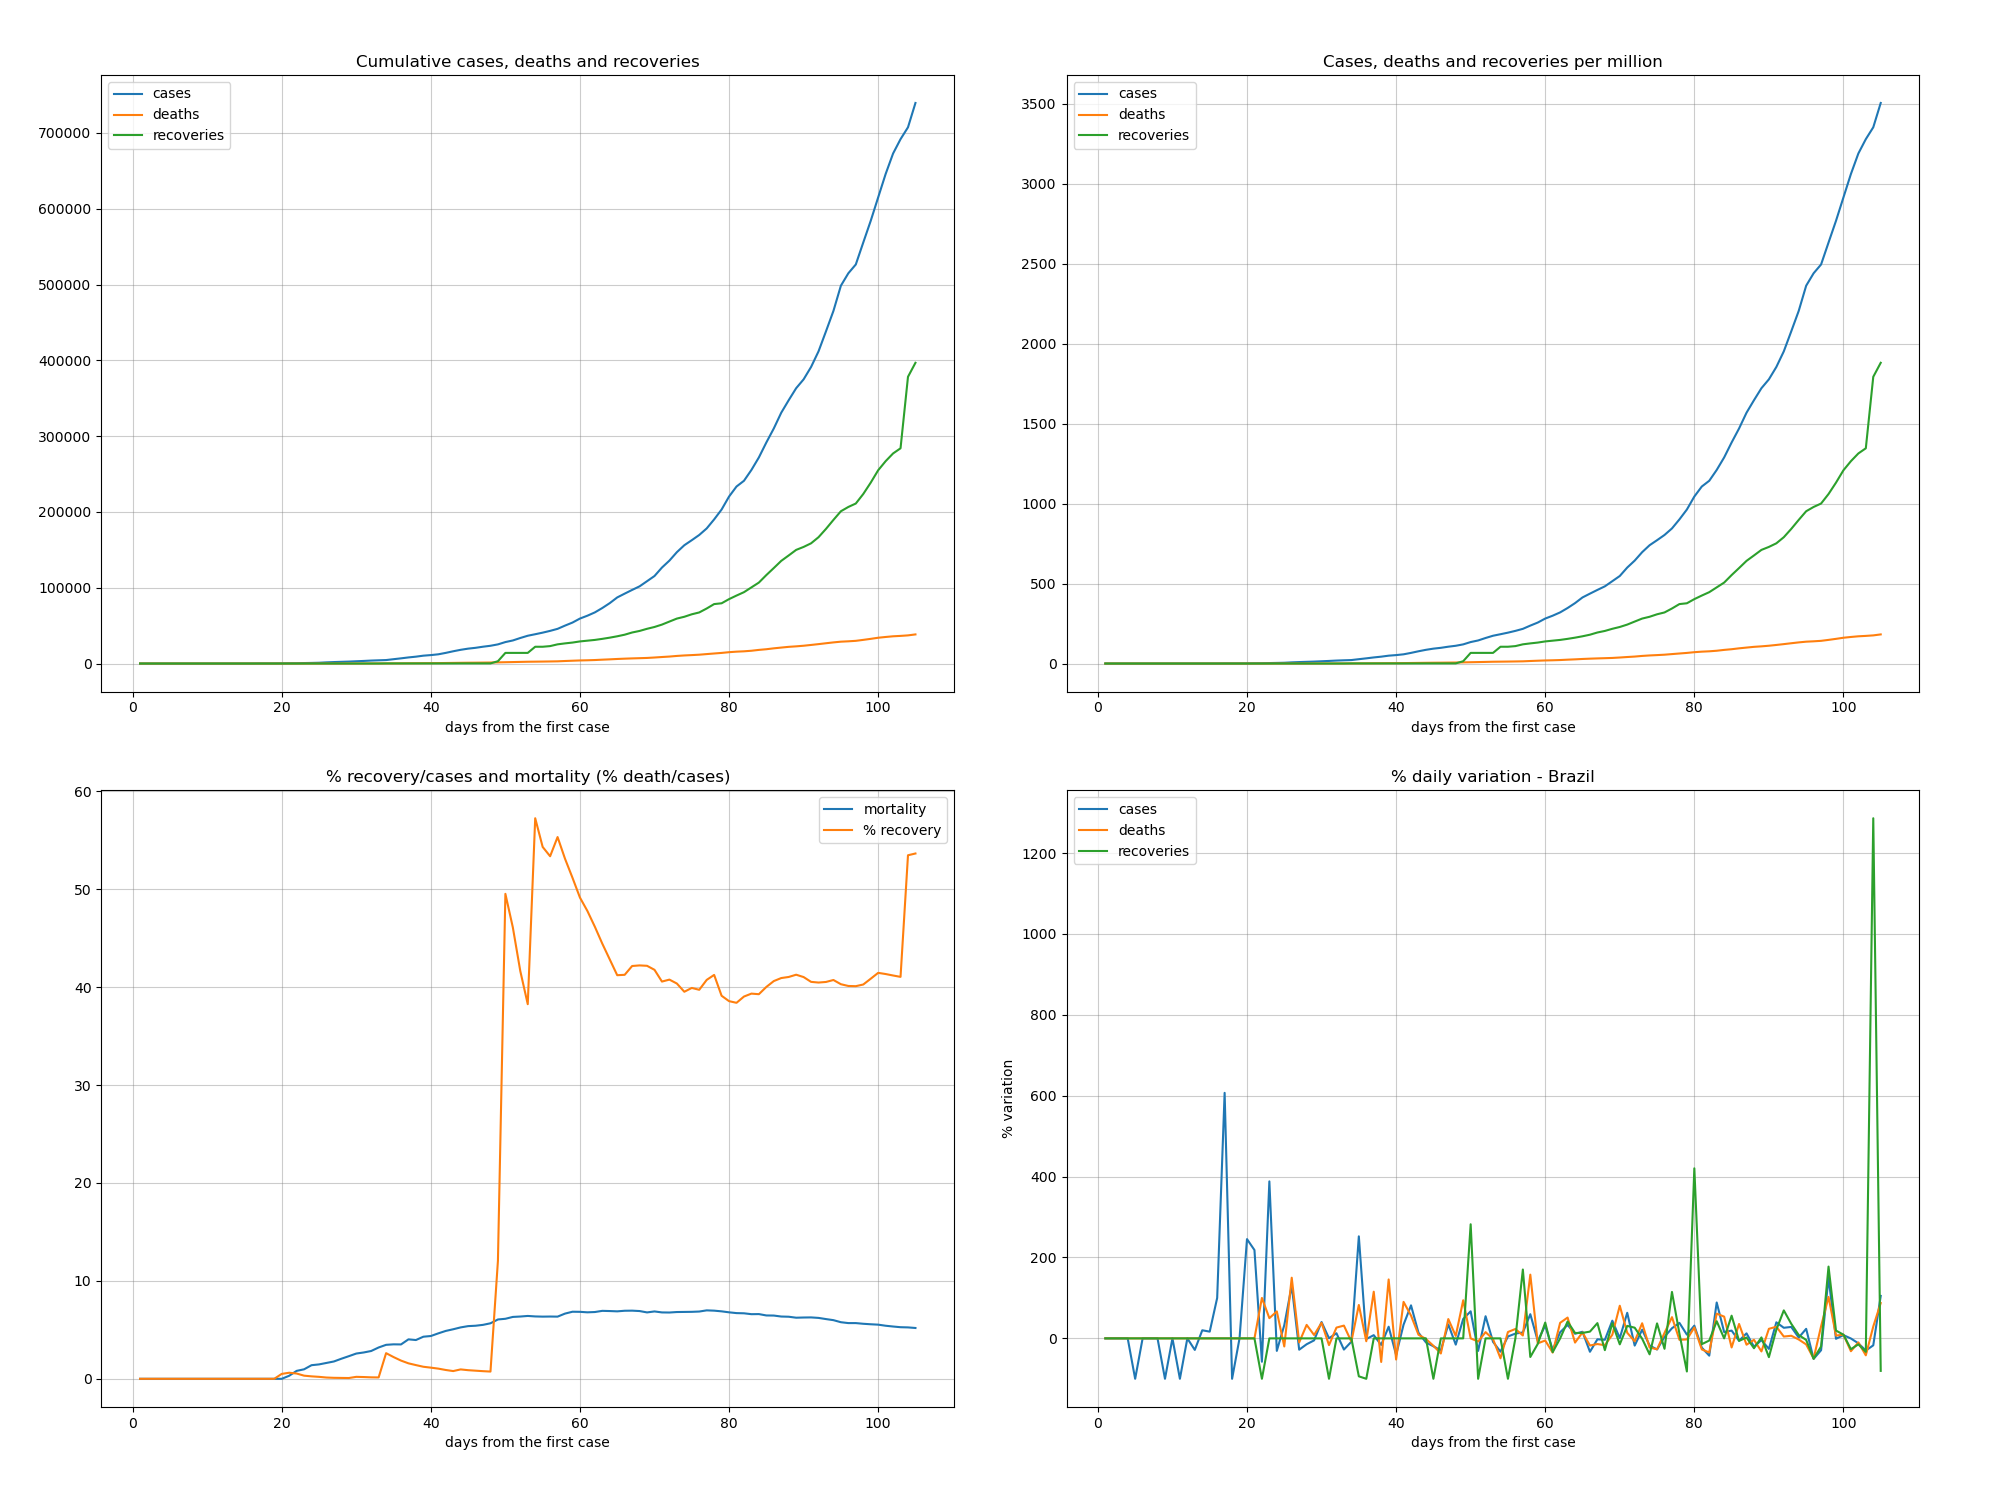 Cumulative cases, deaths and recoveries
cases
deaths
recoveries
700000
600000
500000
400000
300000
200000
100000
0
0 20 40 60 80 100
days from the first case
Cases, deaths and recoveries per million
cases
deaths
recoveries
3500
3000
2500
2000
1500
1000
500
0
0 20 40 60 80 100
days from the first case
% recovery/cases and mortality (% death/cases)
mortality
% recovery
60
50
40
30
20
10
0
0 20 40 60 80 100
days from the first case
% daily variation - Brazil
cases
deaths
recoveries
% variation
1200
1000
800
600
400
200
0
0 20 40 60 80 100
days from the first case